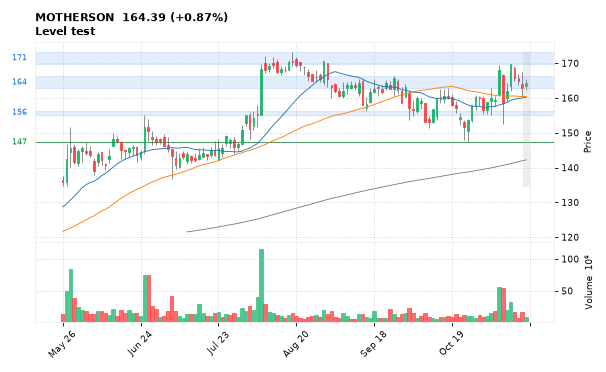 MOTHERSON  164.39 (+0.87%)
Level test
171
164
156
147
170
160
150
140
130
120
Price
100
50
Volume 10⁴
May 26
Jun 24
Jul 23
Aug 20
Sep 18
Oct 19